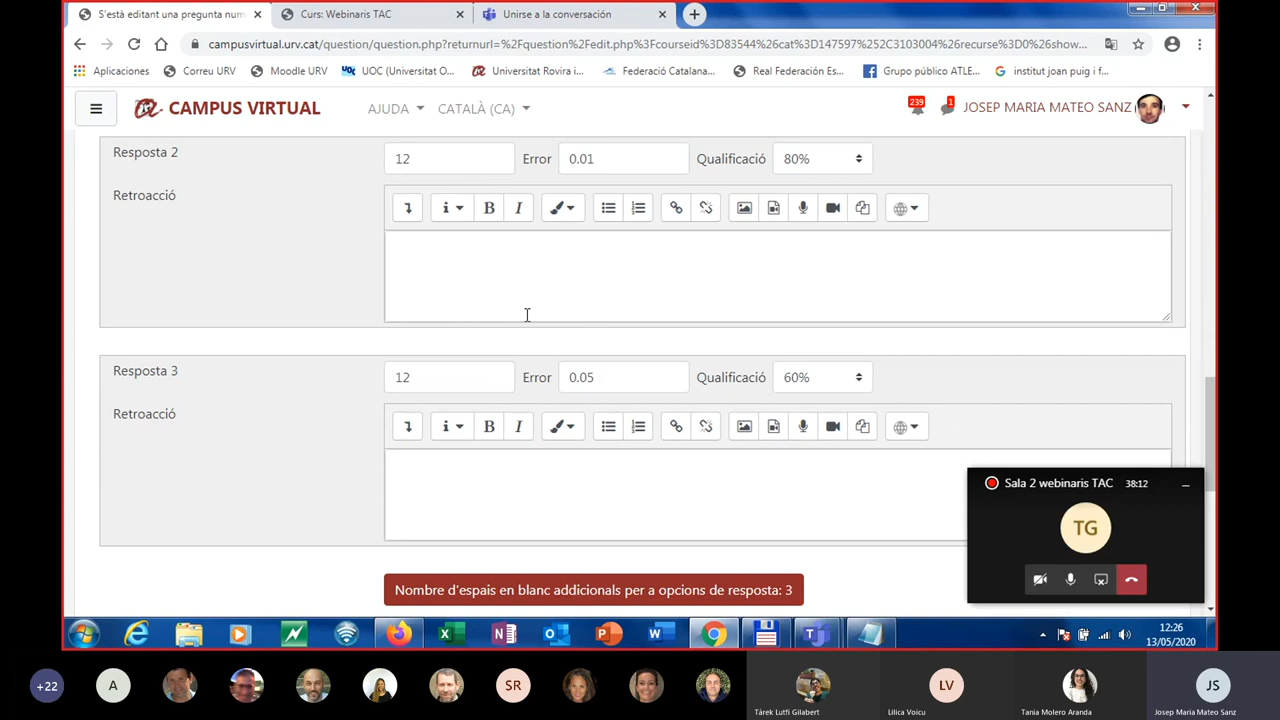 S'està editant una pregunta num
Curs: Webinaris TAC
Unirse a la conversación
campusvirtual.urv.cat/question/question.php?returnurl=%2Fquestion%2Fedit.php%3Fcourseid%3D83544%26cat%3D147597%252C3103004%26recurse%3D0%26show...
Aplicaciones
Correu URV
Moodle URV
UOC (Universitat O...
Universitat Rovira i...
Federació Catalana...
Real Federación Es...
Grupo público ATLE...
institut joan puig i f...
CAMPUS VIRTUAL
AJUDA
CATALÀ (CA)
239
1
JOSEP MARIA MATEO SANZ
Resposta 2
12
Error
0.01
Qualificació
80%
Retroacció
Resposta 3
12
Error
0.05
Qualificació
60%
Retroacció
Sala 2 webinaris TAC
38:12
TG
Nombre d'espais en blanc addicionals per a opcions de resposta: 3
12:26
13/05/2020
+22
A
SR
LV
JS
Tàrek Lutfi Gilabert
Lilica Voicu
Tania Molero Aranda
Josep Maria Mateo Sanz